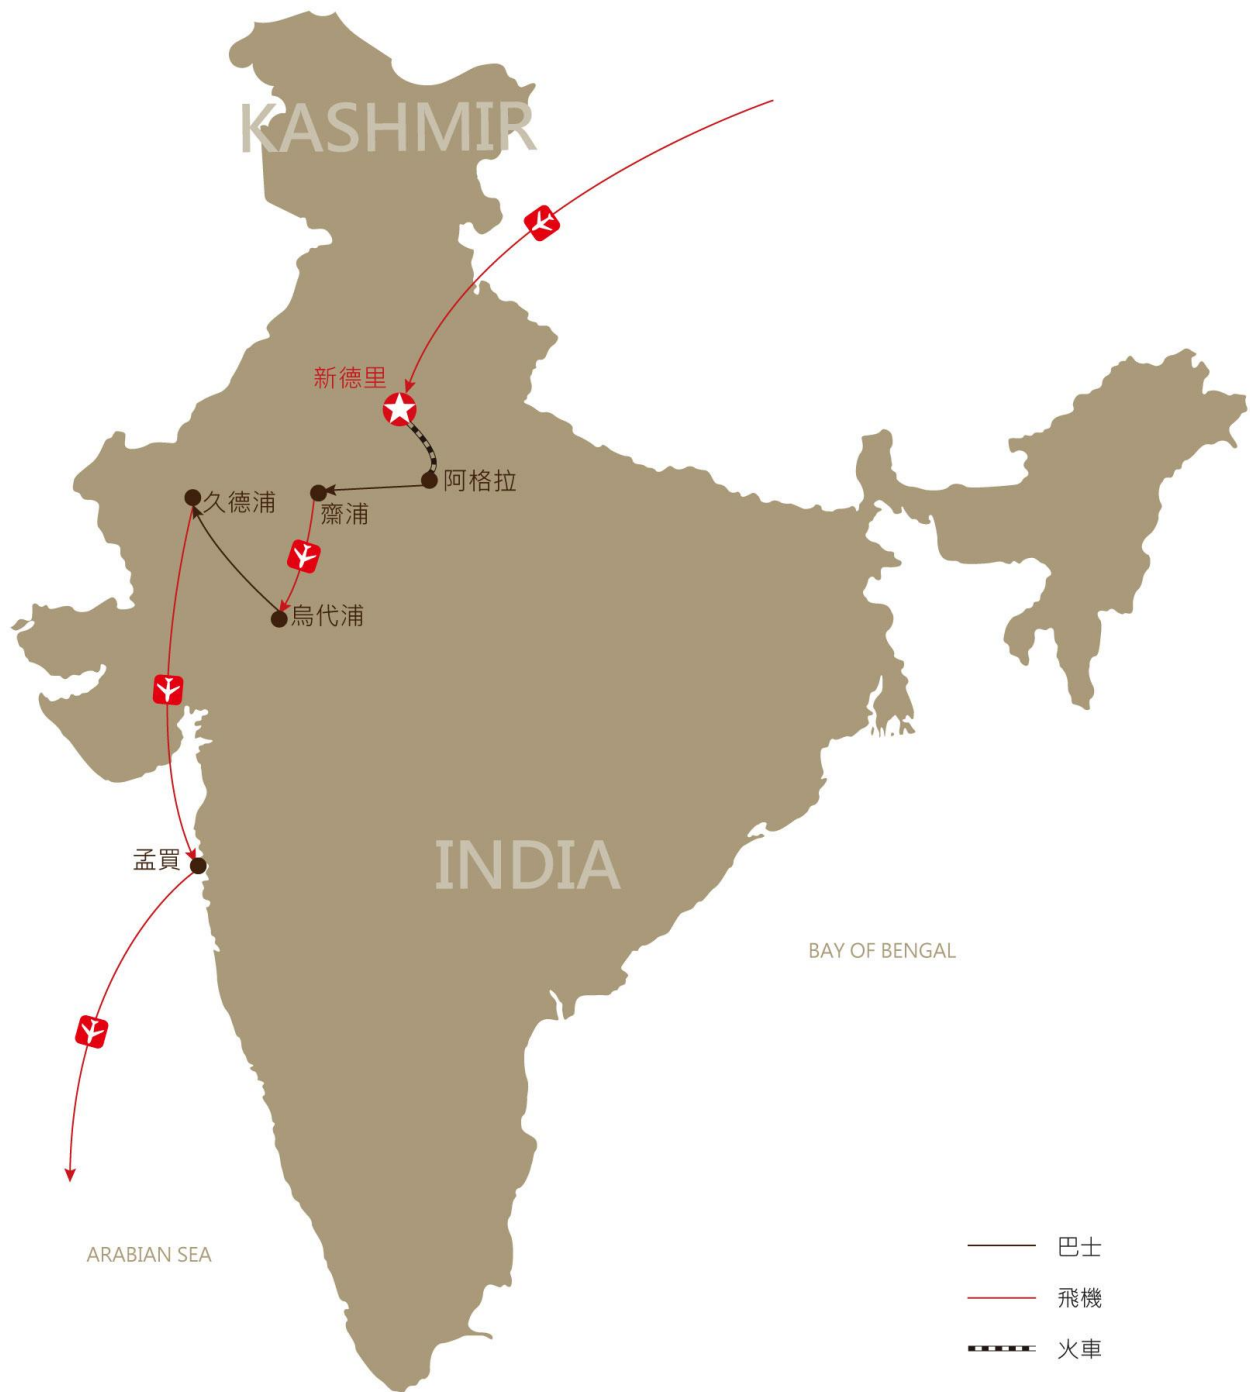 KASHMIR
新德里
阿格拉
久德浦
齋浦
烏代浦
孟買
INDIA
BAY OF BENGAL
ARABIAN SEA
巴士
飛機
火車